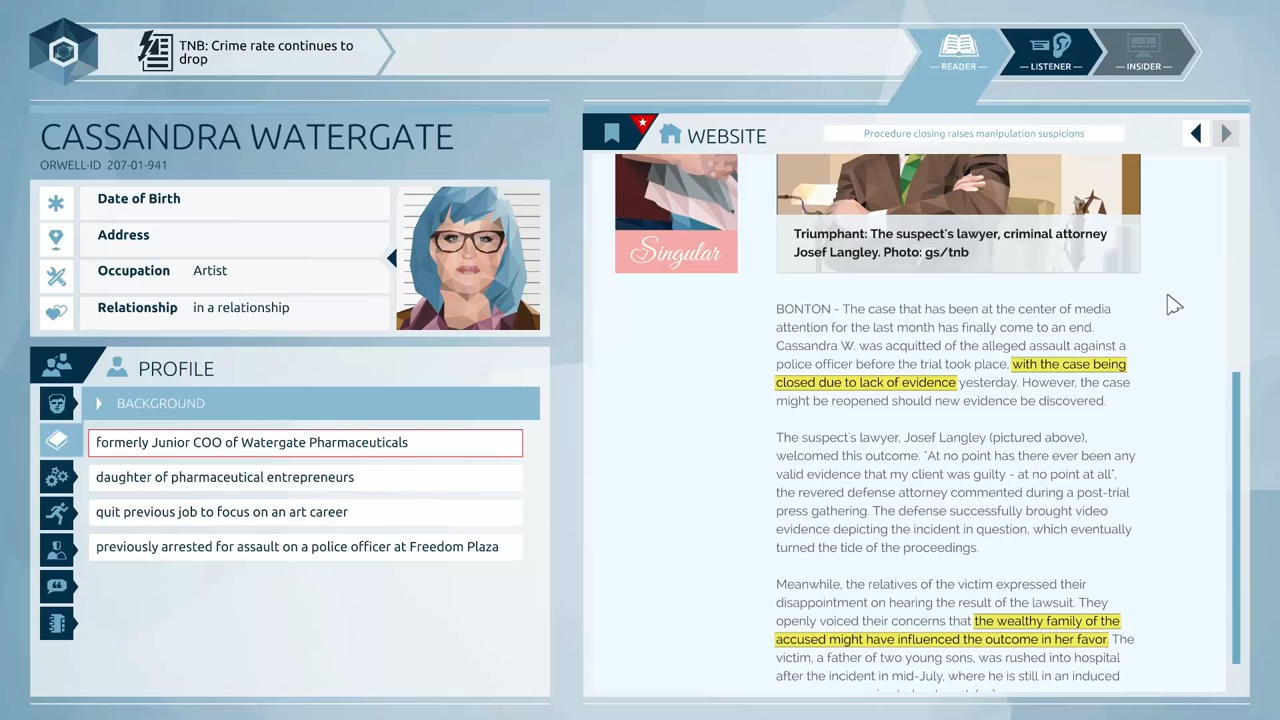 TNB: Crime rate continues to
drop
READER
LISTENER
INSIDER
CASSANDRA WATERGATE
ORWELL-ID 207-01-941
Date of Birth
Address
Occupation Artist
Relationship in a relationship
PROFILE
BACKGROUND
formerly Junior COO of Watergate Pharmaceuticals
daughter of pharmaceutical entrepreneurs
quit previous job to focus on an art career
previously arrested for assault on a police officer at Freedom Plaza
WEBSITE
Procedure closing raises manipulation suspicions
Singular
Triumphant: The suspect's lawyer, criminal attorney
Josef Langley. Photo: gs/tnb
BONTON - The case that has been at the center of media
attention for the last month has finally come to an end.
Cassandra W. was acquitted of the alleged assault against a
police officer before the trial took place, with the case being
closed due to lack of evidence yesterday. However, the case
might be reopened should new evidence be discovered.
The suspect's lawyer, Josef Langley (pictured above),
welcomed this outcome. "At no point has there ever been any
valid evidence that my client was guilty - at no point at all",
the revered defense attorney commented during a post-trial
press gathering. The defense successfully brought video
evidence depicting the incident in question, which eventually
turned the tide of the proceedings.
Meanwhile, the relatives of the victim expressed their
disappointment on hearing the result of the lawsuit. They
openly voiced their concerns that the wealthy family of the
accused might have influenced the outcome in her favor. The
victim, a father of two young sons, was rushed into hospital
after the incident in mid-July, where he is still in an induced